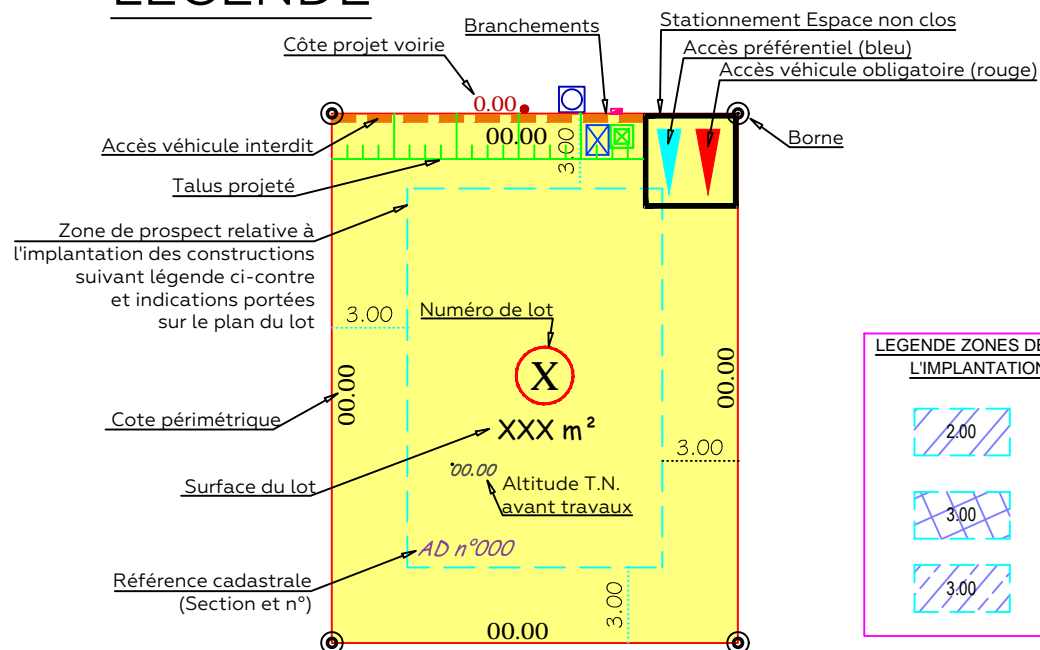 LEGENDE
Branchements
Stationnement Espace non clos
Côte projet voirie
Accès préférentiel (bleu)
Accès véhicule obligatoire (rouge)
0.00
00.00
3.00
Accès véhicule interdit
Borne
Talus projeté
Zone de prospect relative à
l'implantation des constructions
suivant légende ci-contre
et indications portées
sur le plan du lot
3.00
Numéro de lot
X
00.00
00.00
Cote périmétrique
XXX m²
3.00
Surface du lot
00.00
Altitude T.N.
avant travaux
AD n°000
Référence cadastrale
(Section et n°)
3.00
00.00
LEGENDE ZONES DE
L'IMPLANTATION
2.00
3.00
3.00